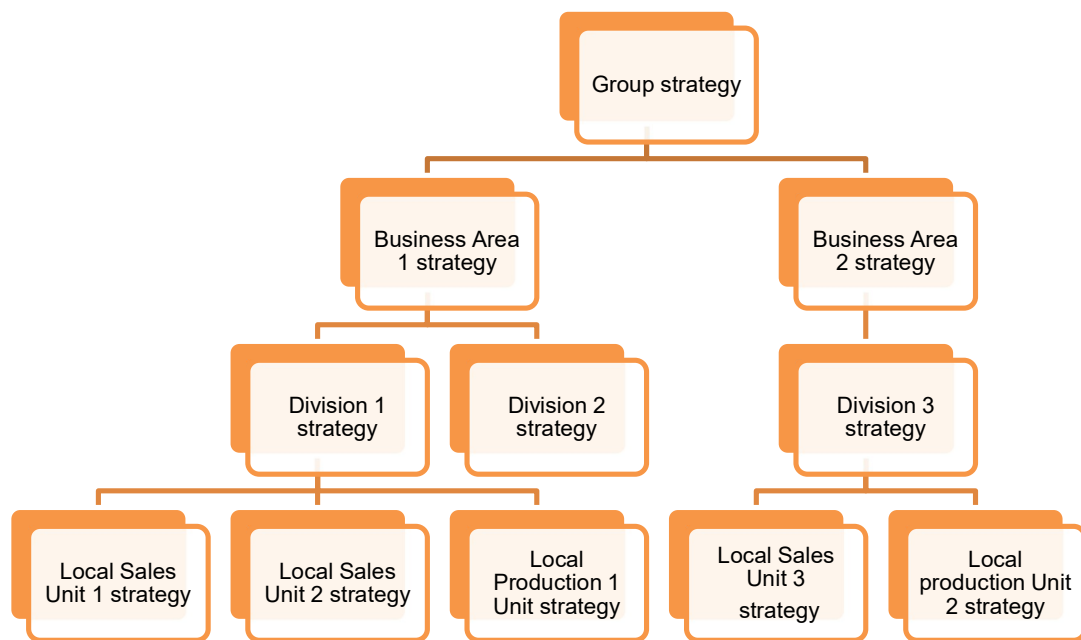 Group strategy
Business Area
1 strategy
Business Area
2 strategy
Division 1
strategy
Division 2
strategy
Division 3
strategy
Local Sales
Unit 1 strategy
Local Sales
Unit 2 strategy
Local
Production 1
Unit strategy
Local Sales
Unit 3
strategy
Local
production Unit
2 strategy